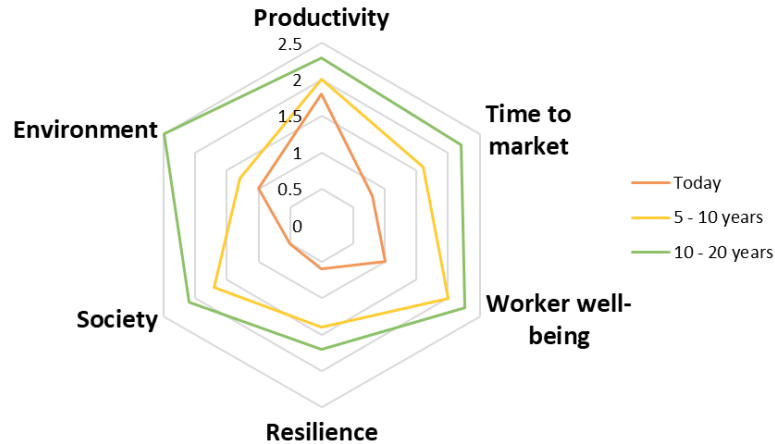 Productivity
2.5
2
1.5
1
0.5
0
Time to
market
Environment
Today
5 - 10 years
10 - 20 years
Worker well-
being
Society
Resilience